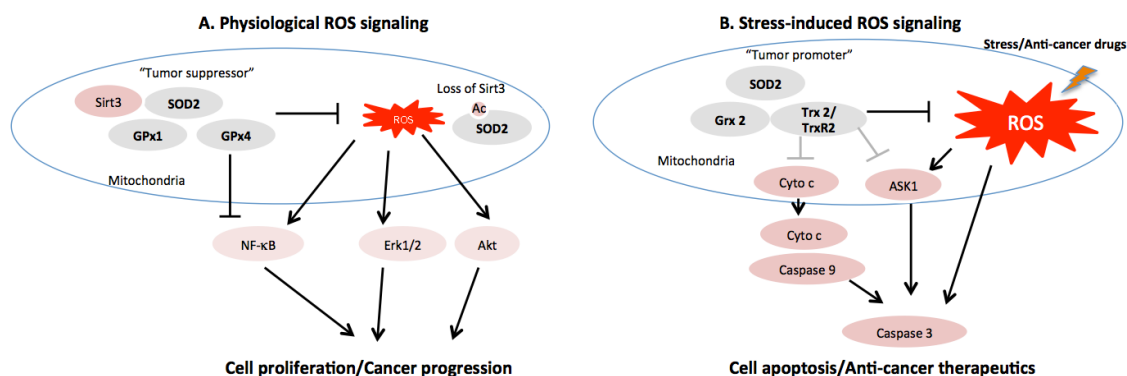 A. Physiological ROS signaling
"Tumor suppressor"
Sirt3
SOD2
GPx1
GPx4
ROS
Loss of Sirt3
Ac
SOD2
Mitochondria
NF-κB
Erk1/2
Akt
Cell proliferation/Cancer progression
B. Stress-induced ROS signaling
Stress/Anti-cancer drugs
"Tumor promoter"
SOD2
Grx 2
Trx 2/
TrxR2
ROS
Mitochondria
Cyto c
ASK1
Cyto c
Caspase 9
Caspase 3
Cell apoptosis/Anti-cancer therapeutics